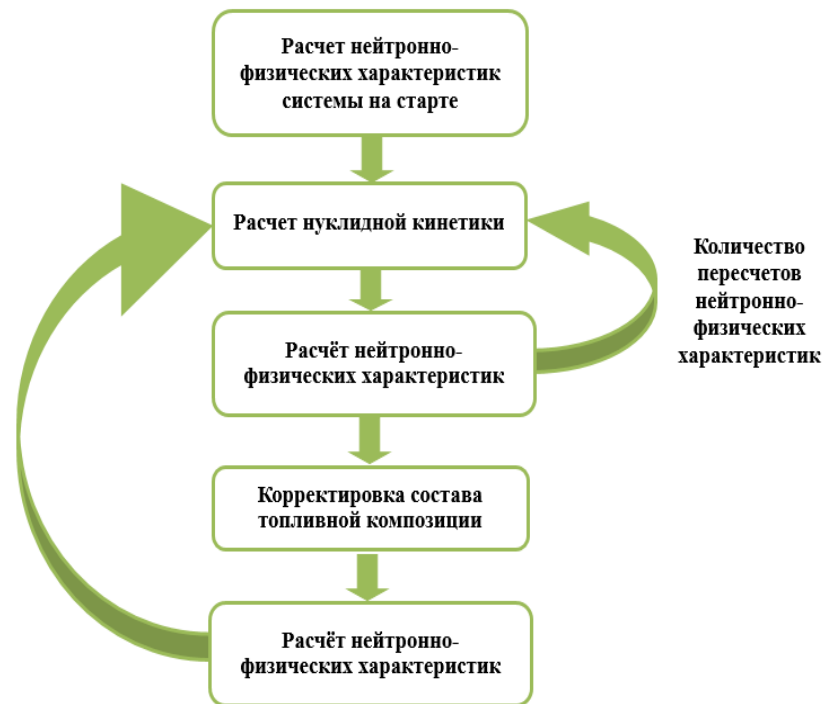 Расчет нейтронно-
физических характеристик
системы на старте
Расчет нуклидной кинетики
Количество
пересчетов
нейтронно-
физических
характеристик
Расчёт нейтронно-
физических характеристик
Корректировка состава
топливной композиции
Расчёт нейтронно-
физических характеристик